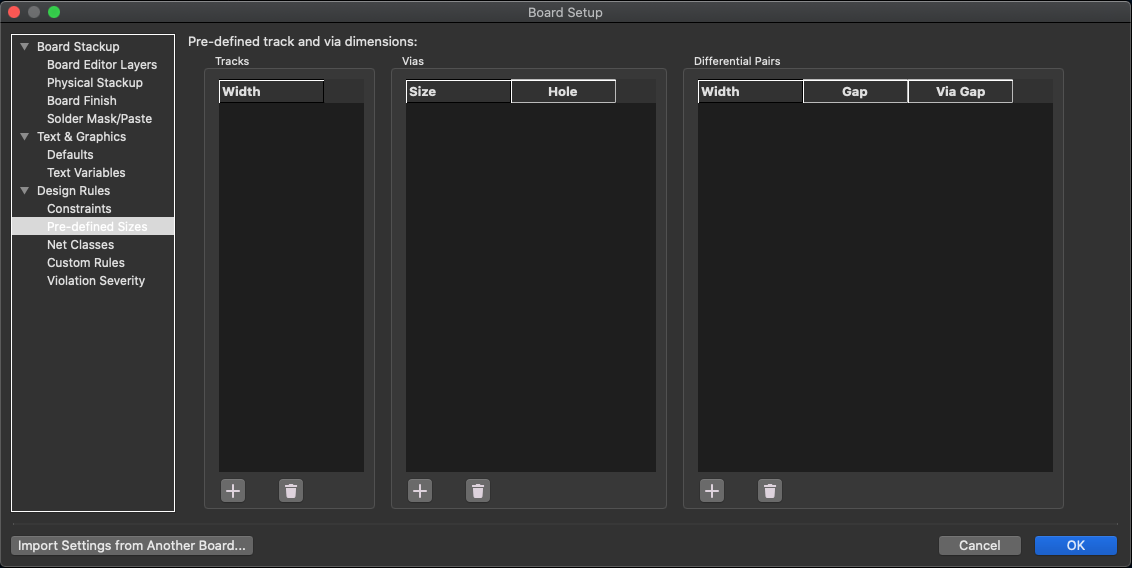 Board Setup
Board Stackup
Board Editor Layers
Physical Stackup
Board Finish
Solder Mask/Paste
Text & Graphics
Defaults
Text Variables
Design Rules
Constraints
Pre-defined Sizes
Net Classes
Custom Rules
Violation Severity
Pre-defined track and via dimensions:
Tracks
Width
Vias
Size Hole
Differential Pairs
Width Gap Via Gap
Import Settings from Another Board...
Cancel
OK